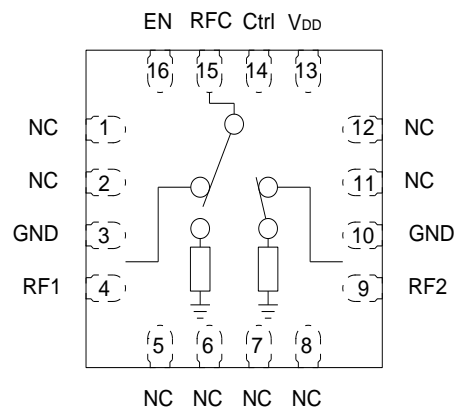 EN RFC Ctrl VDD
16 15 14 13
NC 1 12 NC
NC 2 11 NC
GND 3 10 GND
RF1 4 9 RF2
5 6 7 8
NC NC NC NC